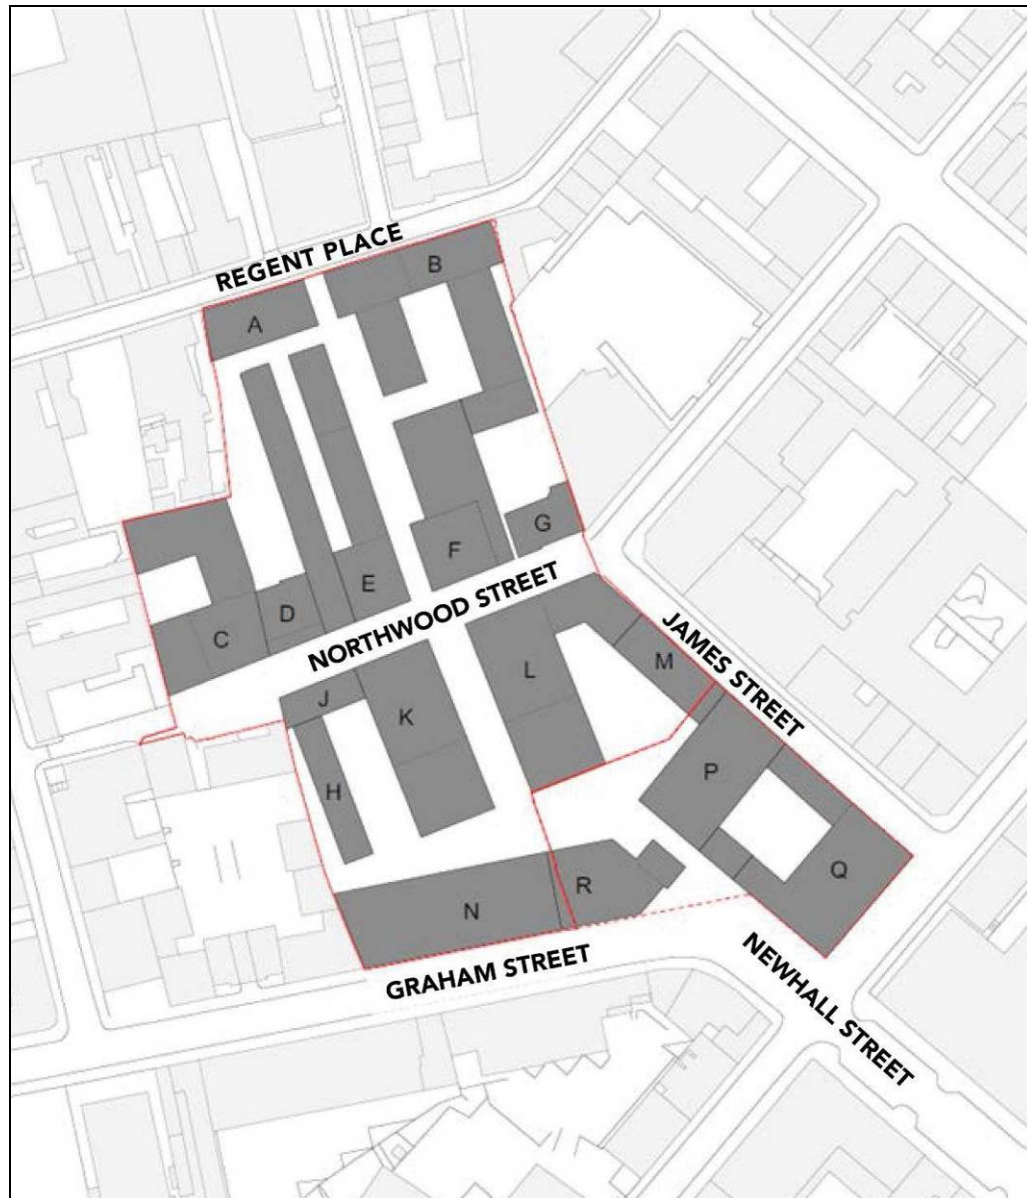 REGENT PLACE
B
A
G
F
E
D
C
NORTHWOOD STREET
JAMES STREET
M
L
J
K
P
H
Q
R
N
GRAHAM STREET
NEWHALL STREET